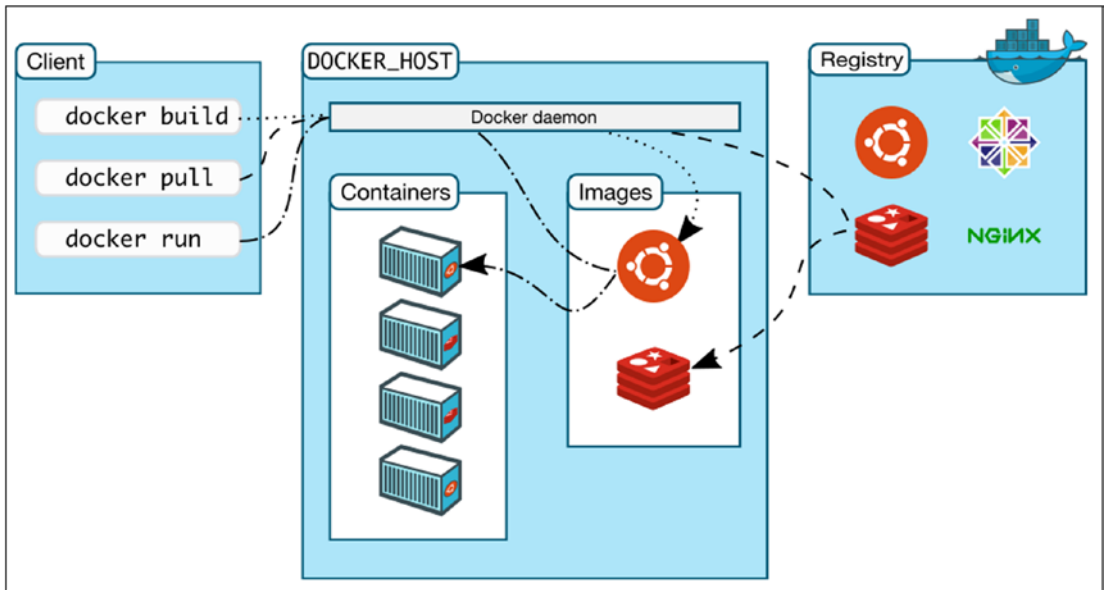 Client
docker build
docker pull
docker run
DOCKER_HOST
Docker daemon
Containers
Images
Registry
NGINX